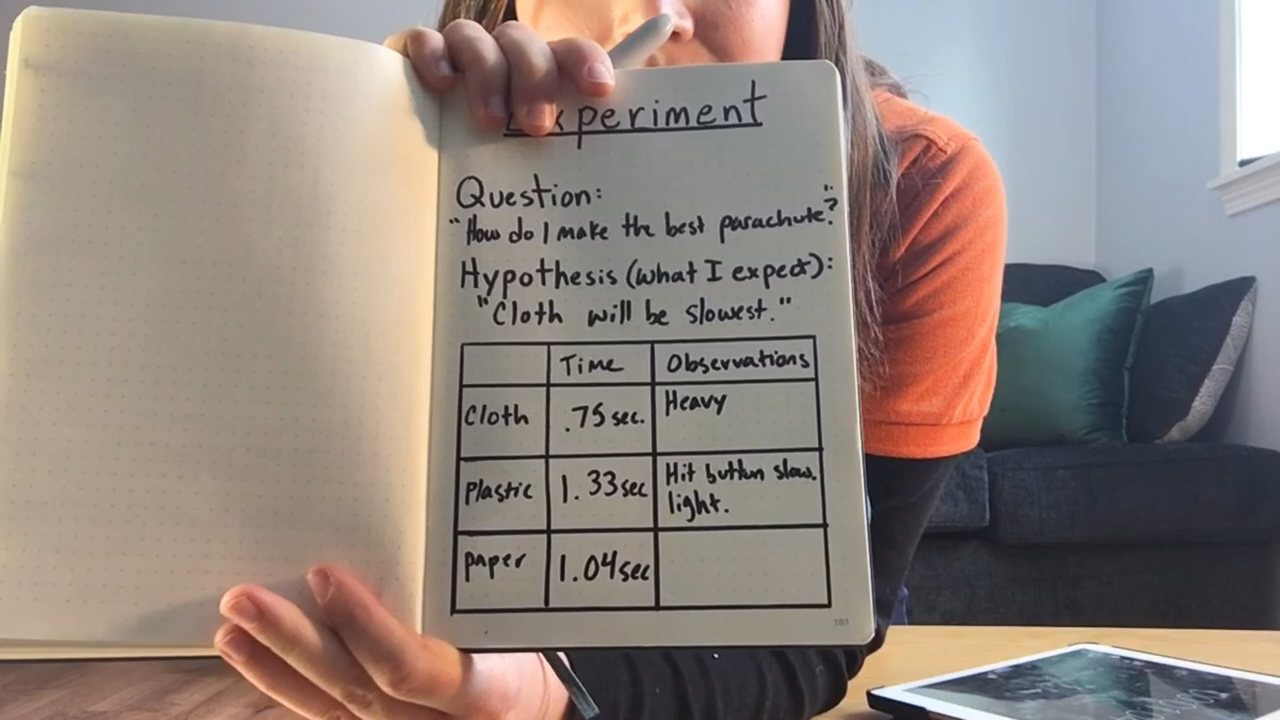 Experiment
Question:
"How do I make the best parachute?"
Hypothesis (what I expect):
"Cloth will be slowest."
Time Observations
Cloth .75 sec. Heavy
Plastic 1.33 sec Hit button slow.
light.
paper 1.04 sec
161